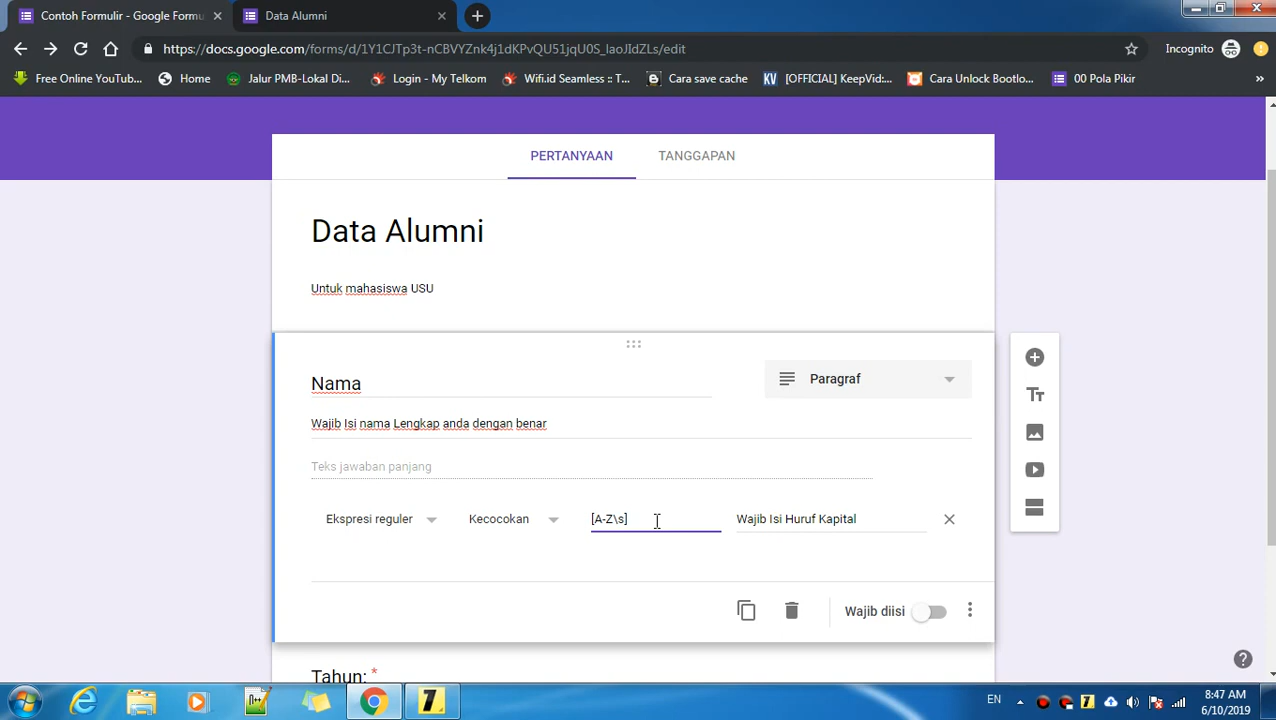 Contoh Formulir - Google Formu
Data Alumni
https://docs.google.com/forms/d/1Y1CJTp3t-nCBVYZnk4j1dKPvQU51jqU0S_laoJIdZLs/edit
Incognito
Free Online YouTub...
Home
Jalur PMB-Lokal Di...
Login - My Telkom
Wifi.id Seamless :: T...
Cara save cache
KV
[OFFICIAL] KeepVid:...
Cara Unlock Bootlo...
00 Pola Pikir
»
PERTANYAAN
TANGGAPAN
Data Alumni
Untuk mahasiswa USU
Nama
Paragraf
Wajib Isi nama Lengkap anda dengan benar
Teks jawaban panjang
Ekspresi reguler
Kecocokan
[A-Z\s]
Wajib Isi Huruf Kapital
Wajib diisi
Tahun: *
EN
8:47 AM
6/10/2019